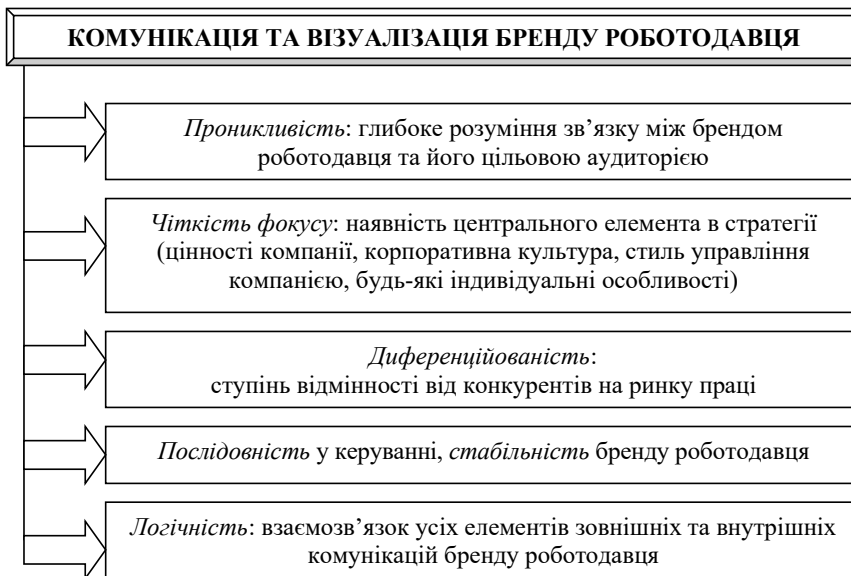 КОМУНІКАЦІЯ ТА ВІЗУАЛІЗАЦІЯ БРЕНДУ РОБОТОДАВЦЯ
Проникливість: глибоке розуміння зв’язку між брендом
роботодавця та його цільовою аудиторією
Чіткість фокусу: наявність центрального елемента в стратегії
(цінності компанії, корпоративна культура, стиль управління
компанією, будь-які індивідуальні особливості)
Диференційованість:
ступінь відмінності від конкурентів на ринку праці
Послідовність у керуванні, стабільність бренду роботодавця
Логічність: взаємозв'язок усіх елементів зовнішніх та внутрішніх
комунікацій бренду роботодавця